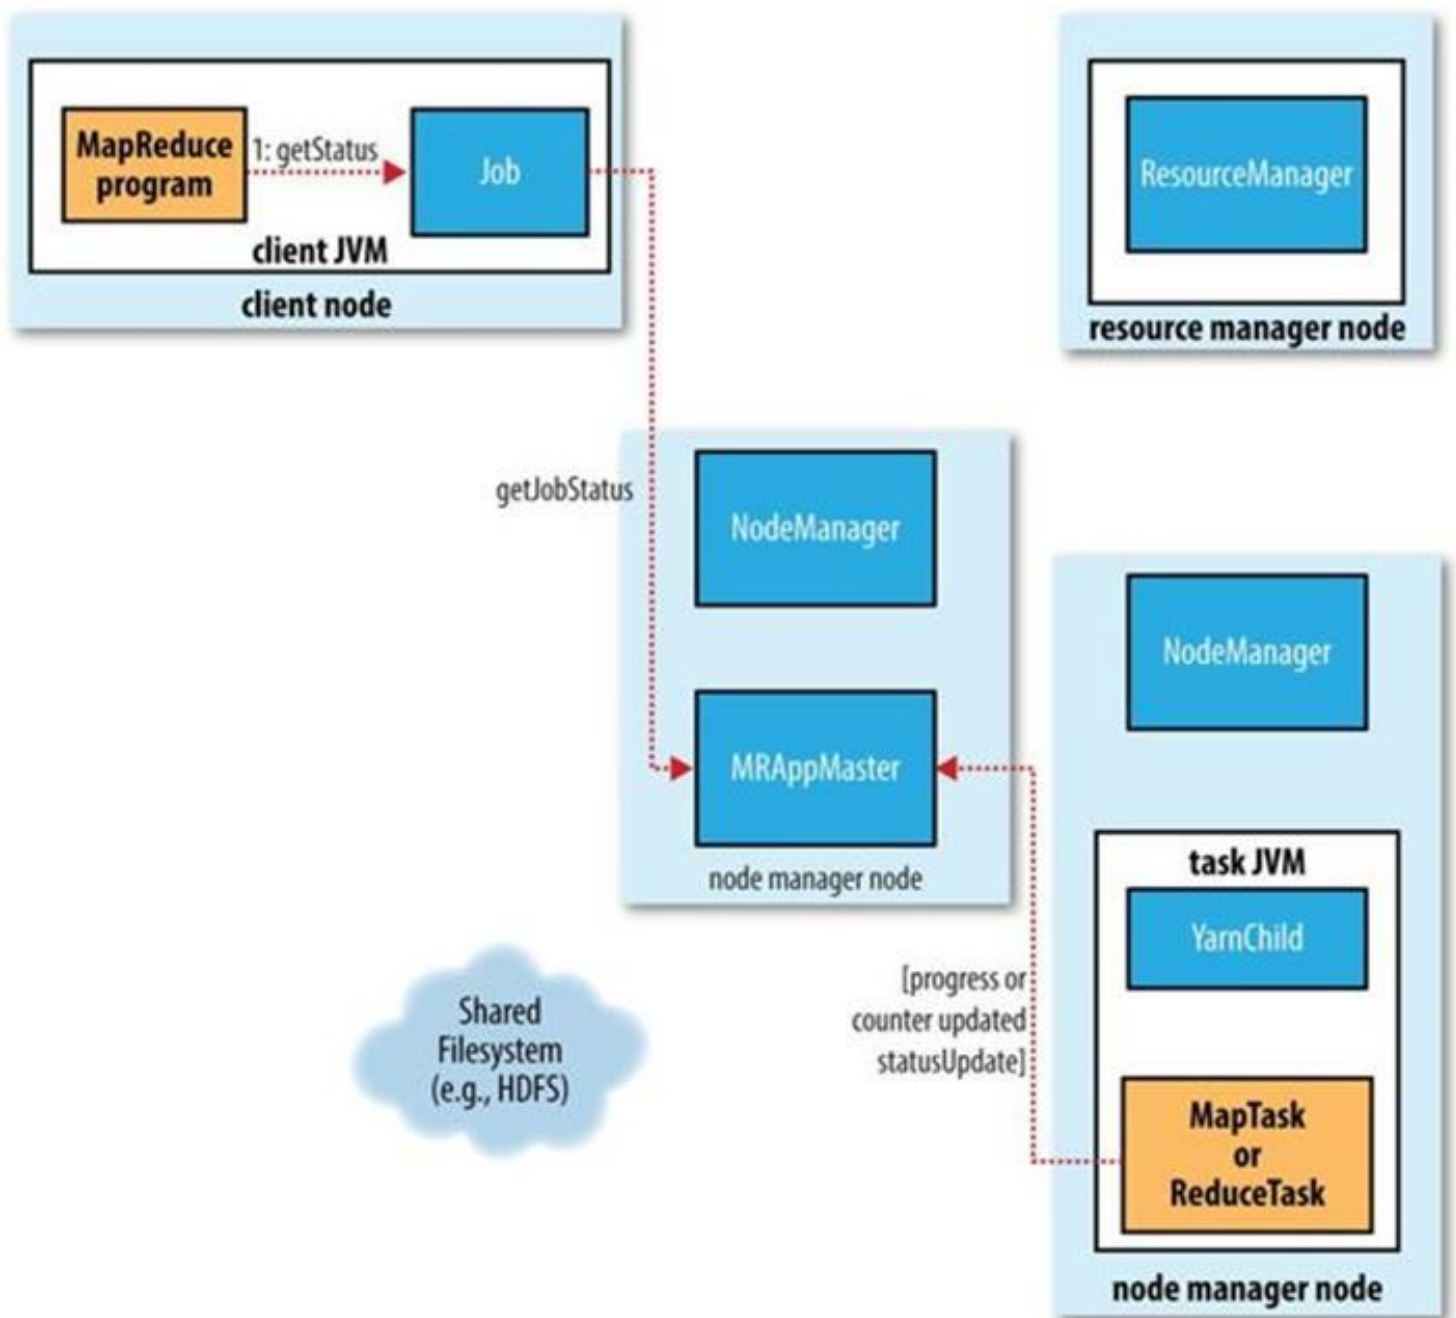 MapReduce
program
1: getStatus
Job
client JVM
client node
ResourceManager
resource manager node
getJobStatus
NodeManager
MRAppMaster
node manager node
NodeManager
task JVM
YarnChild
[progress or
counter updated
statusUpdate]
MapTask
or
ReduceTask
node manager node
Shared
Filesystem
(e.g., HDFS)